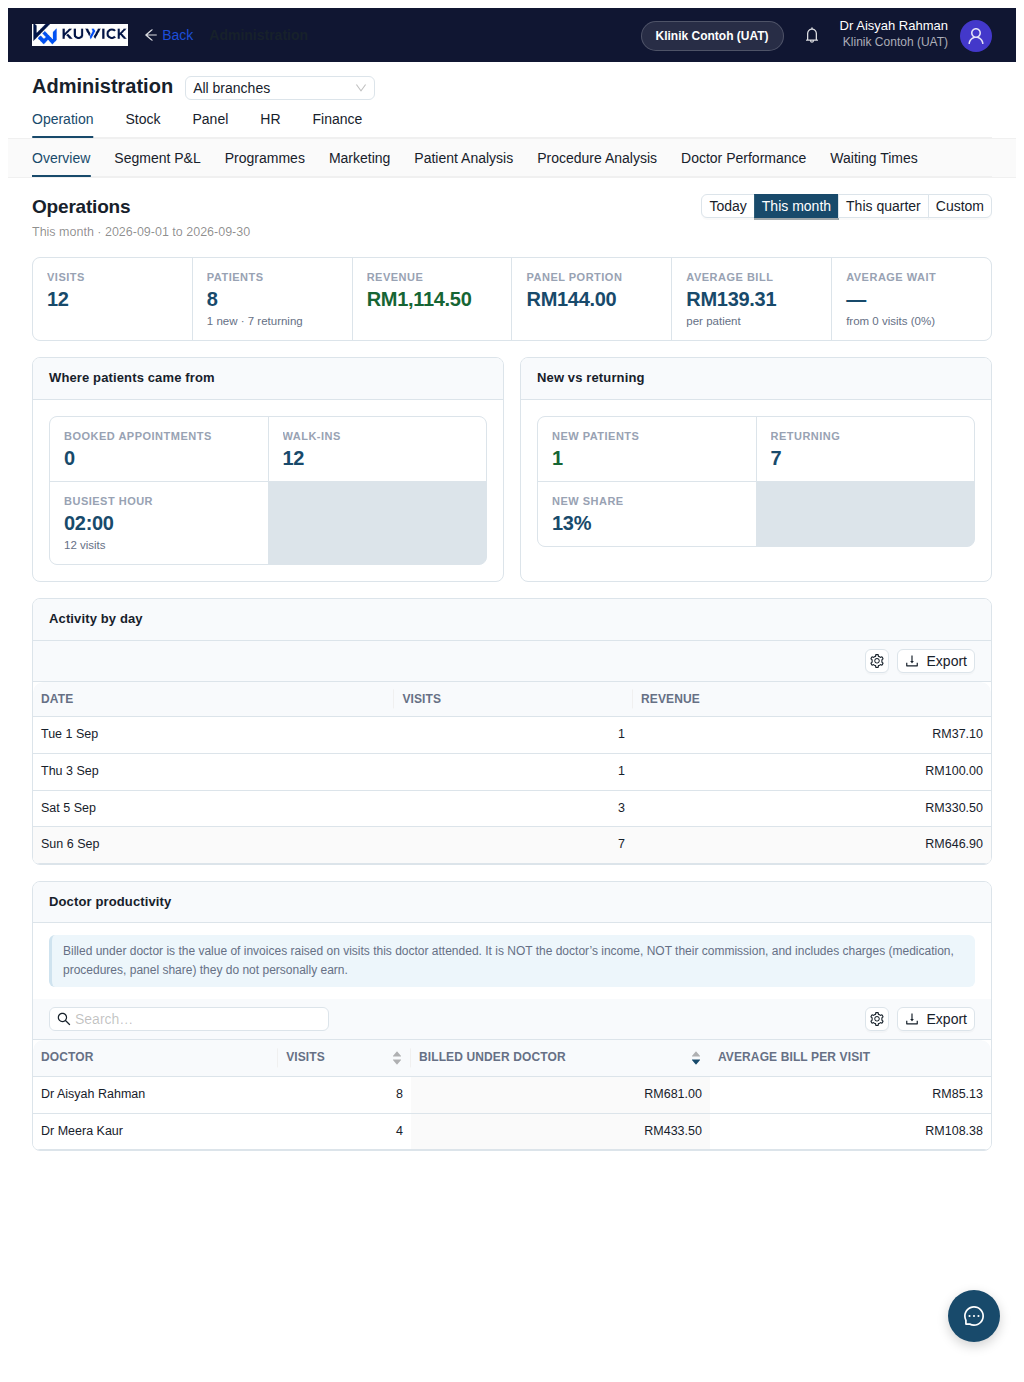 KUVVICK
Back Administration
Klinik Contoh (UAT)
Dr Aisyah Rahman
Klinik Contoh (UAT)
Administration All branches
Operation Stock Panel HR Finance
Overview Segment P&L Programmes Marketing Patient Analysis Procedure Analysis Doctor Performance Waiting Times
Operations
Today This month This quarter Custom
This month · 2026-09-01 to 2026-09-30
VISITS PATIENTS REVENUE PANEL PORTION AVERAGE BILL AVERAGE WAIT
12 8 RM1,114.50 RM144.00 RM139.31 —
1 new · 7 returning per patient from 0 visits (0%)
Where patients came from
BOOKED APPOINTMENTS WALK-INS
0 12
BUSIEST HOUR
02:00
12 visits
New vs returning
NEW PATIENTS RETURNING
1 7
NEW SHARE
13%
Activity by day
Export
DATE VISITS REVENUE
Tue 1 Sep 1 RM37.10
Thu 3 Sep 1 RM100.00
Sat 5 Sep 3 RM330.50
Sun 6 Sep 7 RM646.90
Doctor productivity
Billed under doctor is the value of invoices raised on visits this doctor attended. It is NOT the doctor’s income, NOT their commission, and includes charges (medication,
procedures, panel share) they do not personally earn.
Search… Export
DOCTOR VISITS BILLED UNDER DOCTOR AVERAGE BILL PER VISIT
Dr Aisyah Rahman 8 RM681.00 RM85.13
Dr Meera Kaur 4 RM433.50 RM108.38